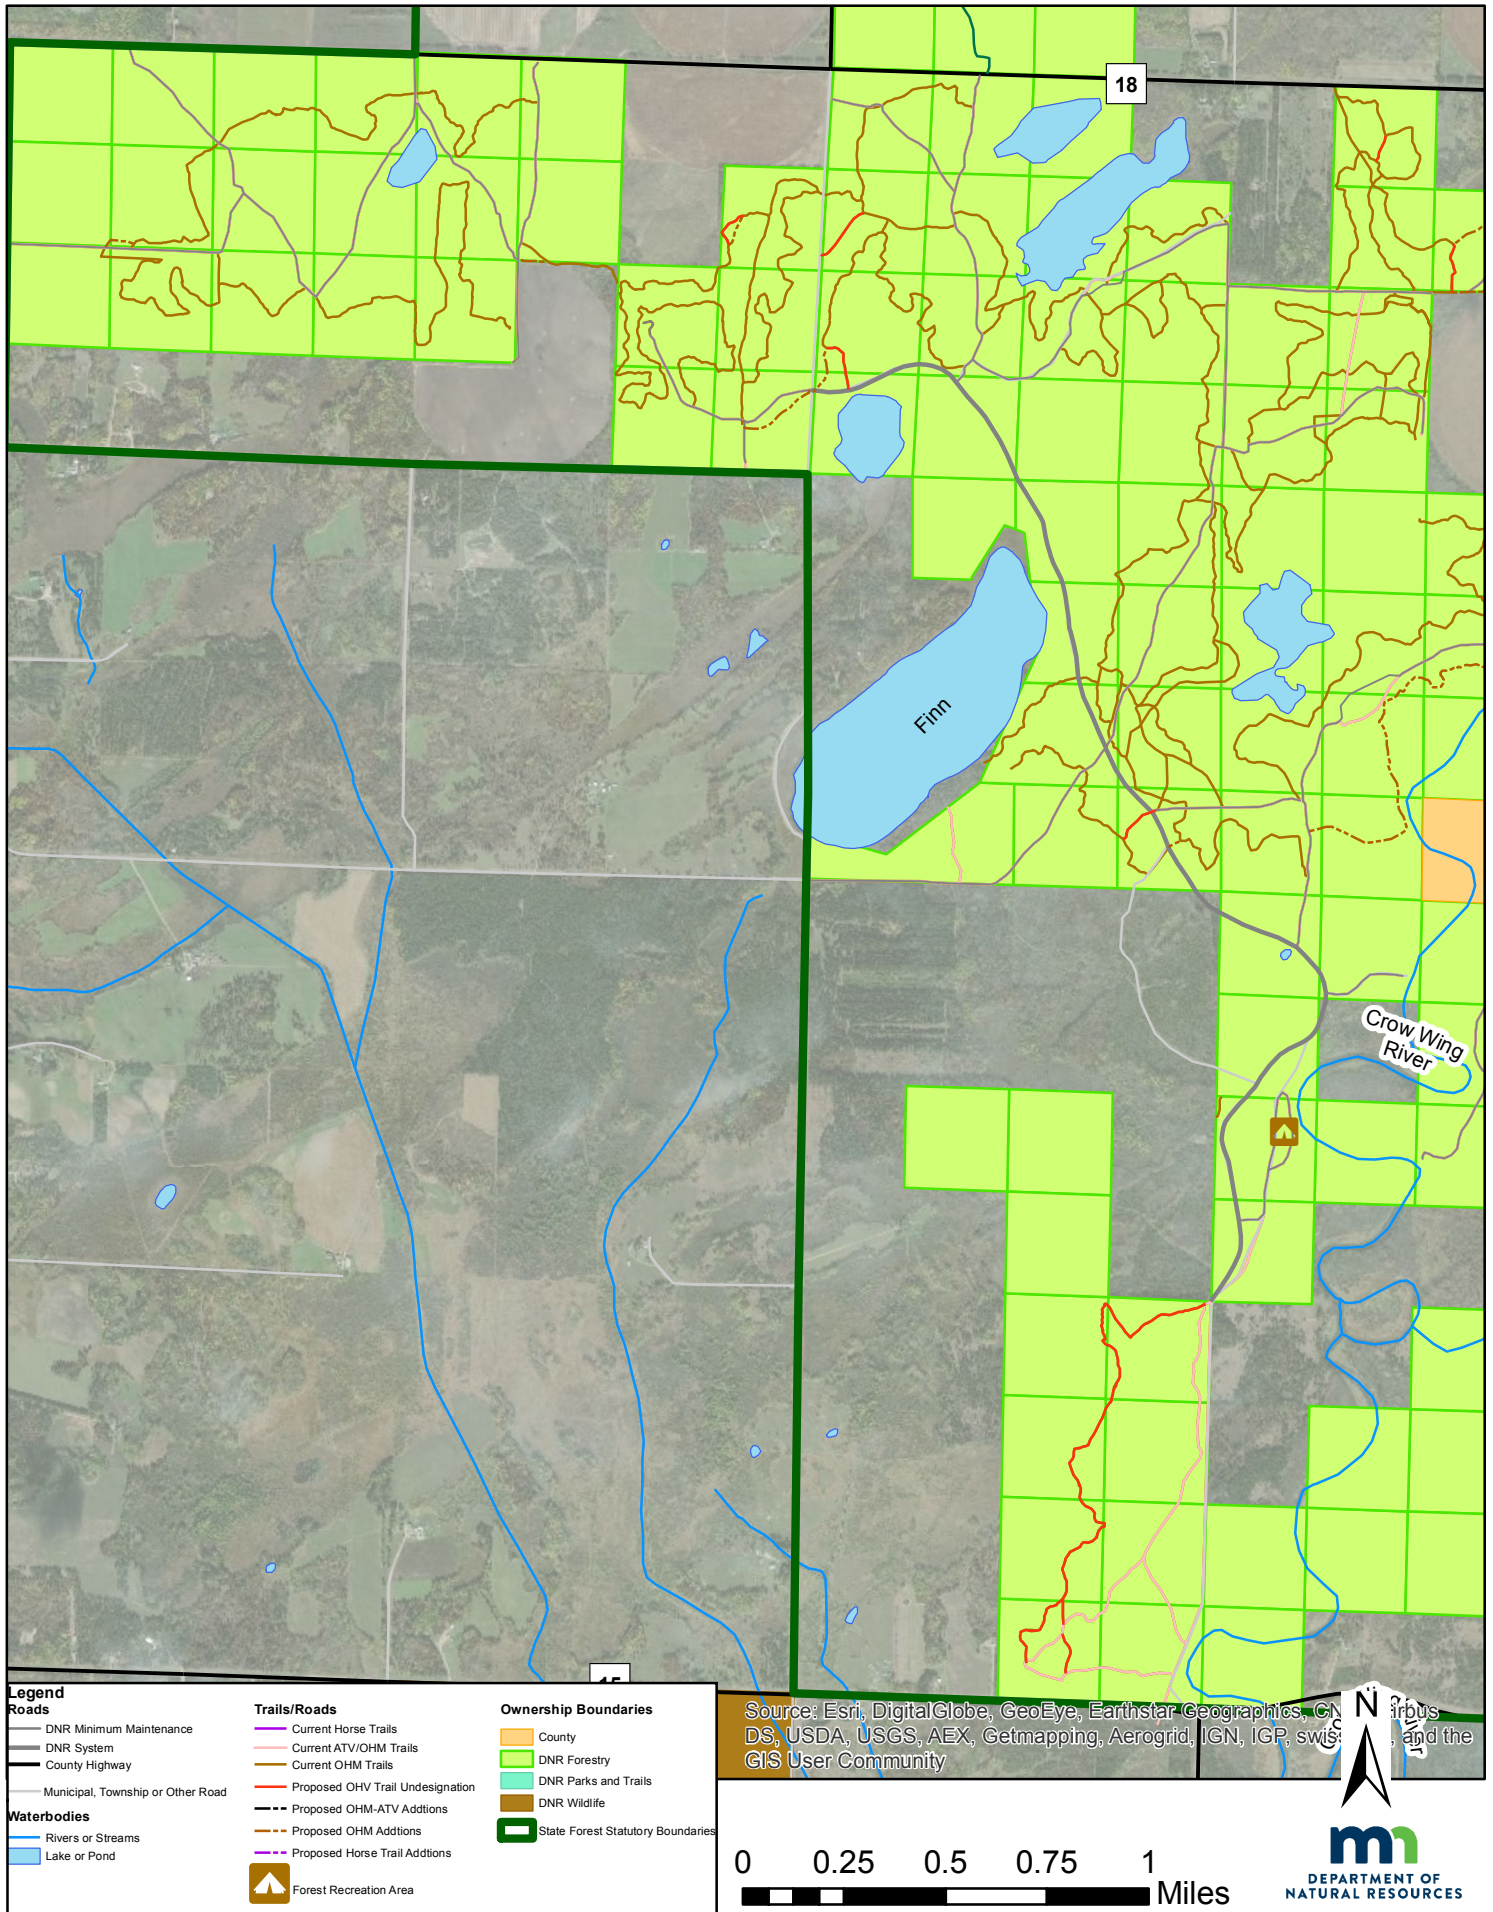 18
Finn
Crow Wing
River
15
Legend
Roads
DNR Minimum Maintenance
DNR System
County Highway
Municipal, Township or Other Road
Waterbodies
Rivers or Streams
Lake or Pond
Trails/Roads
Current Horse Trails
Current ATV/OHM Trails
Current OHM Trails
Proposed OHV Trail Undesignation
Proposed OHM-ATV Addtions
Proposed OHM Addtions
Proposed Horse Trail Addtions
Forest Recreation Area
Ownership Boundaries
County
DNR Forestry
DNR Parks and Trails
DNR Wildlife
State Forest Statutory Boundaries
Source: Esri, DigitalGlobe, GeoEye, Earthstar Geographics,
DS, USDA, USGS, AEX, Getmapping, Aerogrid, IGN, IGP, and the
GIS User Community
N
0 0.25 0.5 0.75 1
Miles
mn
DEPARTMENT OF
NATURAL RESOURCES